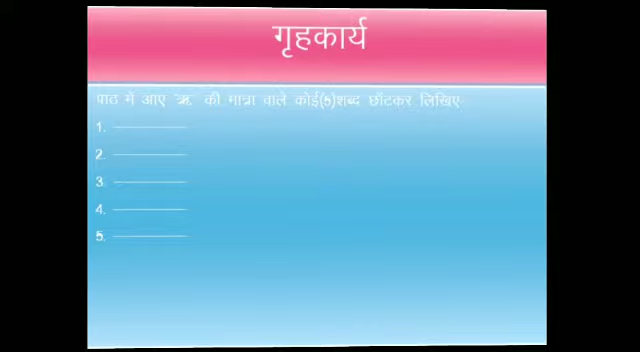 गृहकार्य
पाठ में आए 'ऋ' की मात्रा वाले कोई(5)शब्द छाँटकर लिखिए
1.
2.
3.
4.
5.